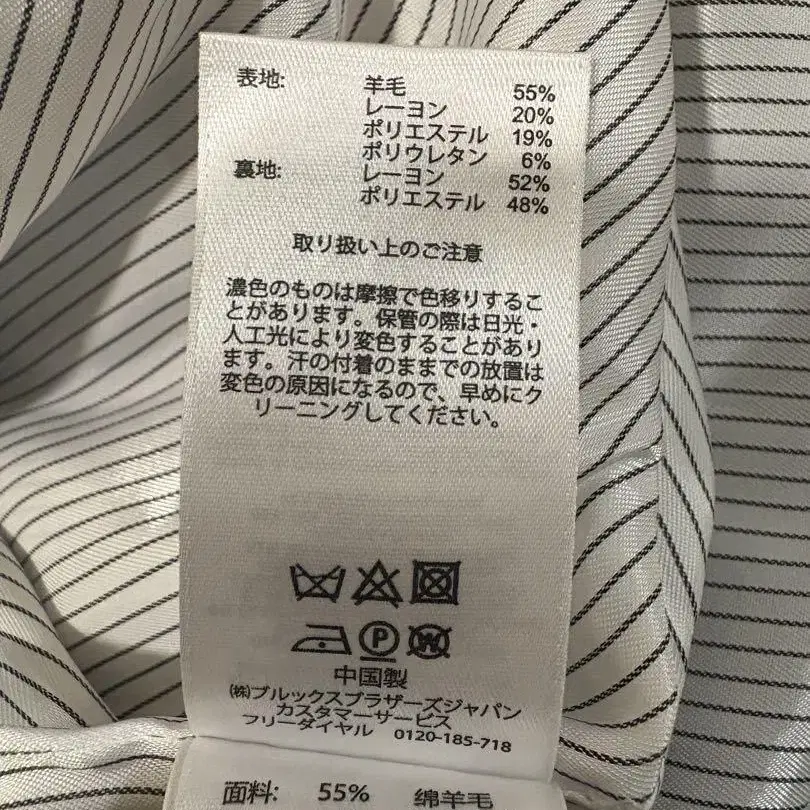 表地: 羊毛 55%
レーヨン 20%
ポリエステル 19%
ポリウレタン 6%
裏地: レーヨン 52%
ポリエステル 48%
取り扱い上のご注意
濃色のものは摩擦で色移りするこ
とがあります。保管の際は日光・
人工光により変色することがあり
ます。汗の付着のままでの放置は
変色の原因になるので、早めにク
リーニングしてください。
P
W
中国製
㈱ブルックスブラザーズジャパン
カスタマーサービス
フリーダイヤル 0120-185-718
面料: 55% 绵羊毛